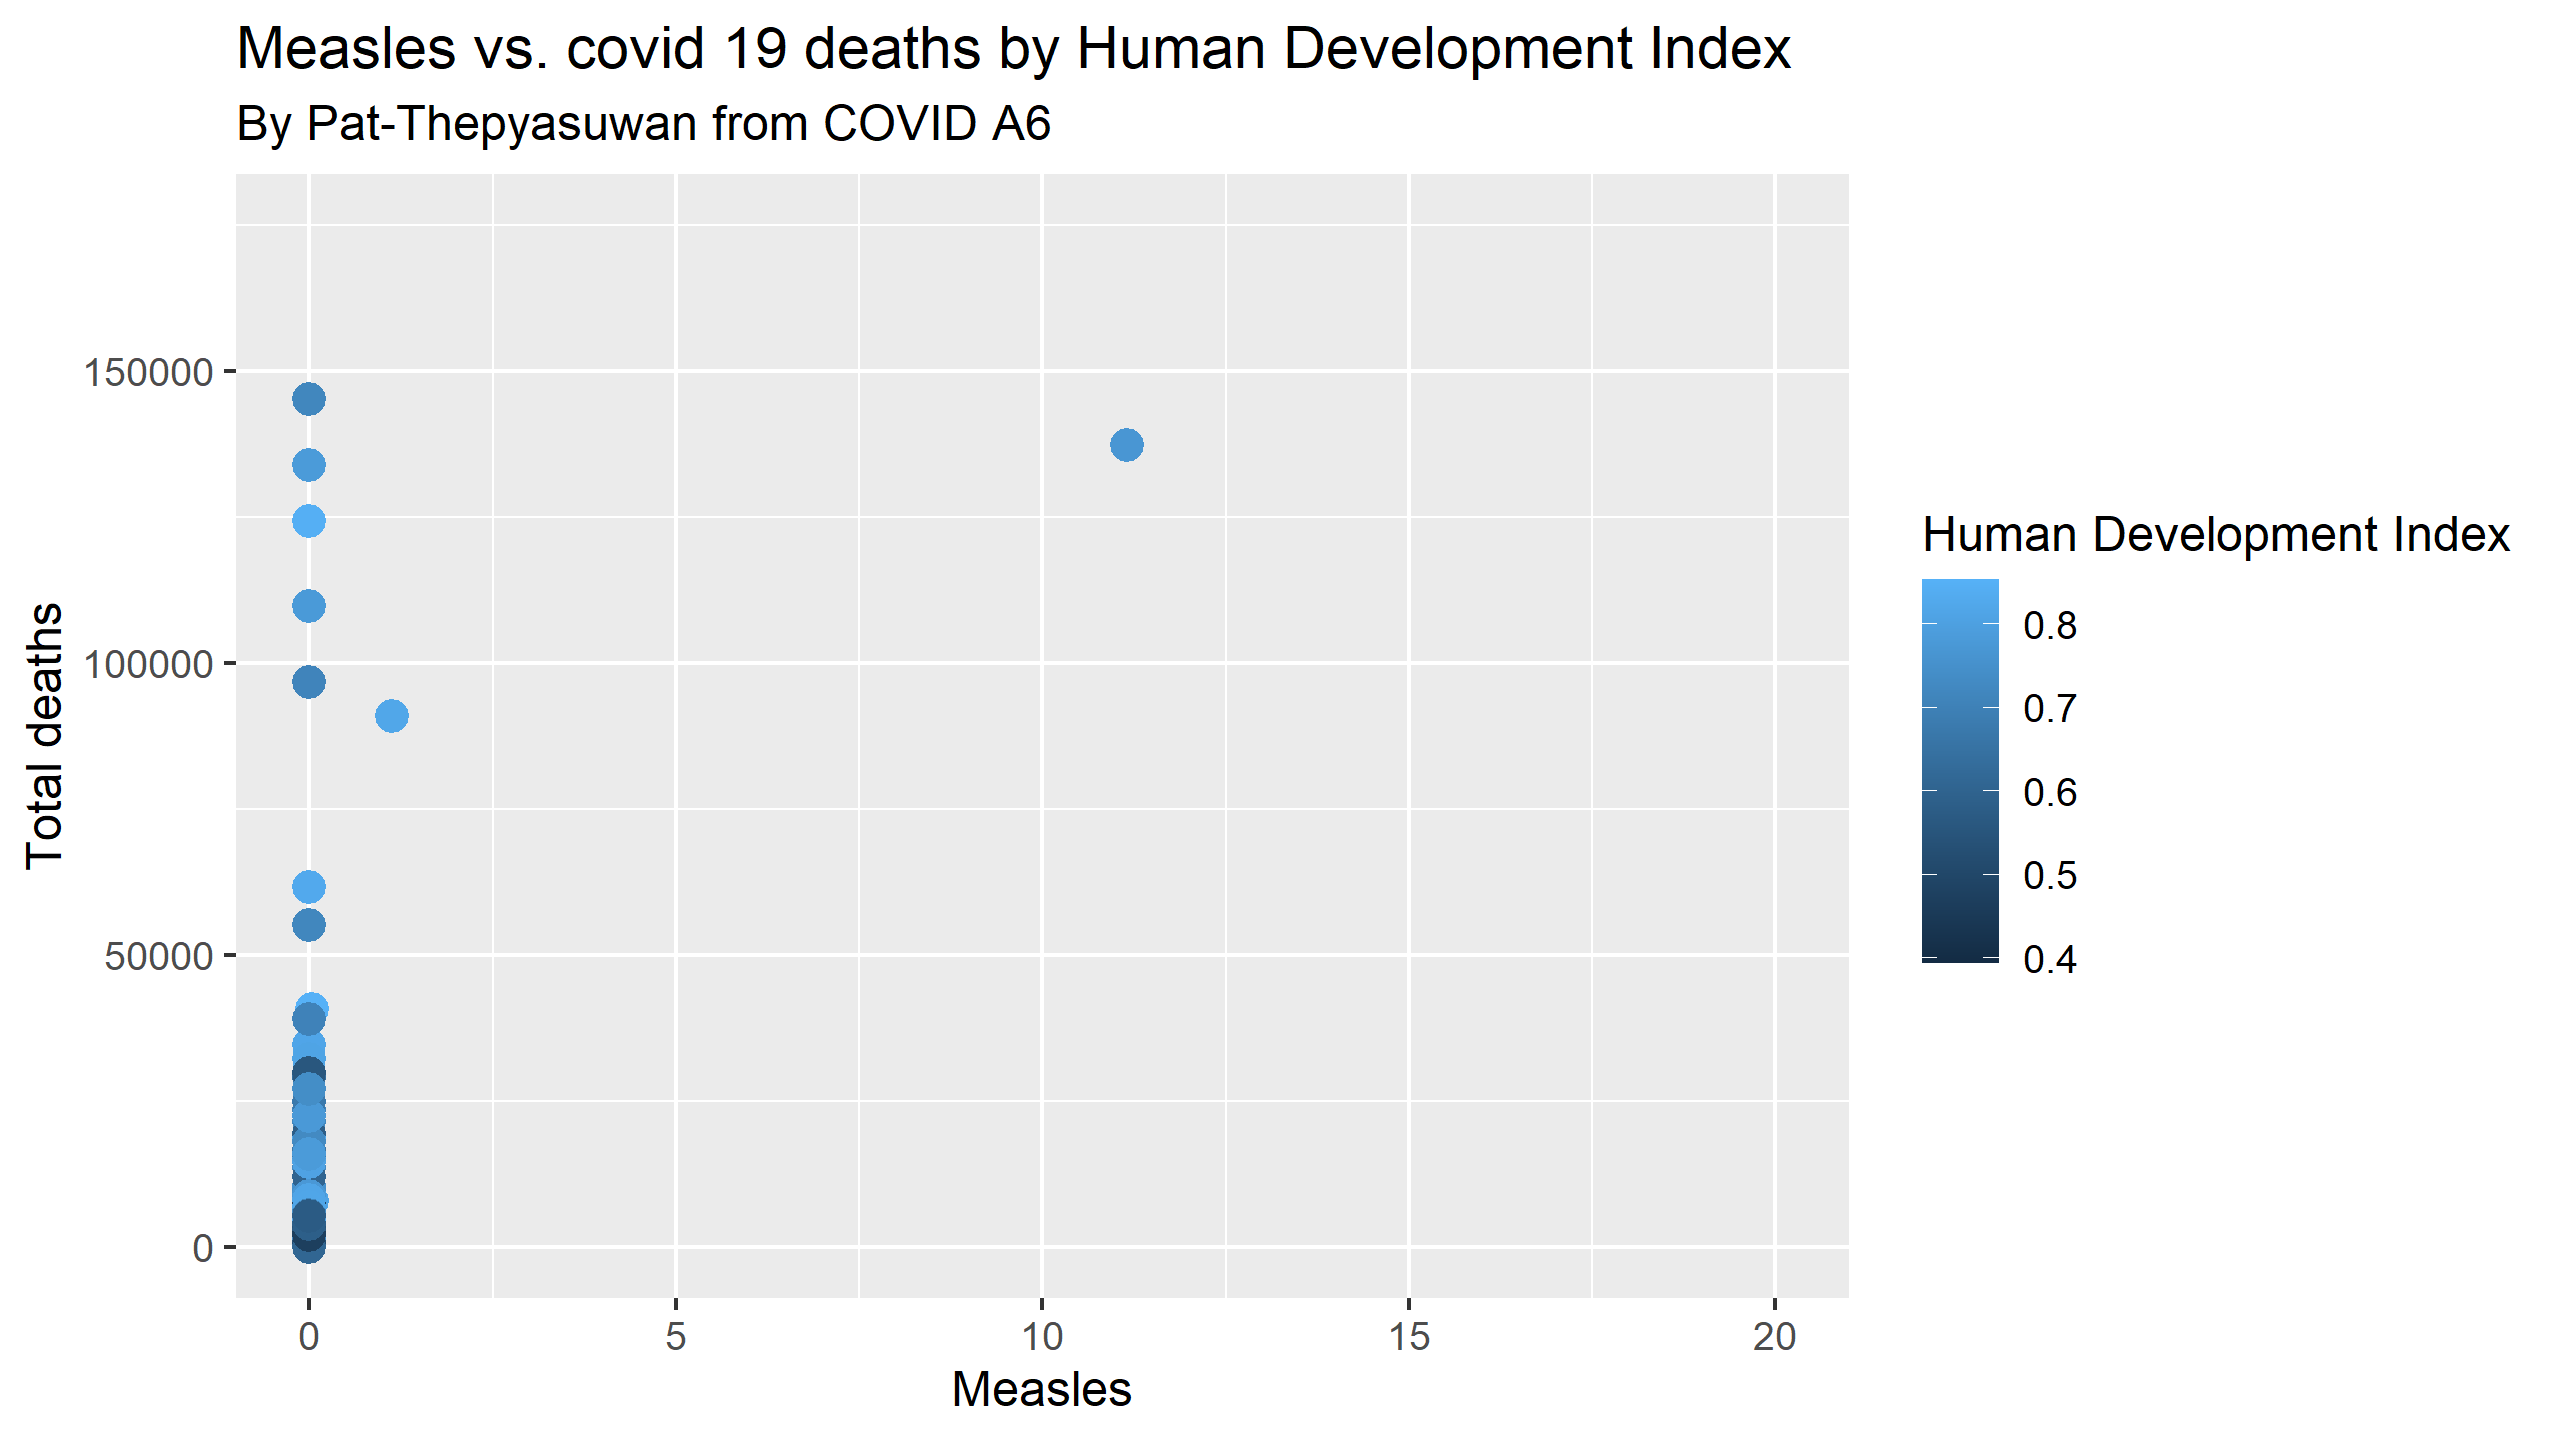 Measles vs. covid 19 deaths by Human Development Index
By Pat-Thepyasuwan from COVID A6
Total deaths
150000
100000
50000
0
0 5 10 15 20
Measles
Human Development Index
0.8
0.7
0.6
0.5
0.4